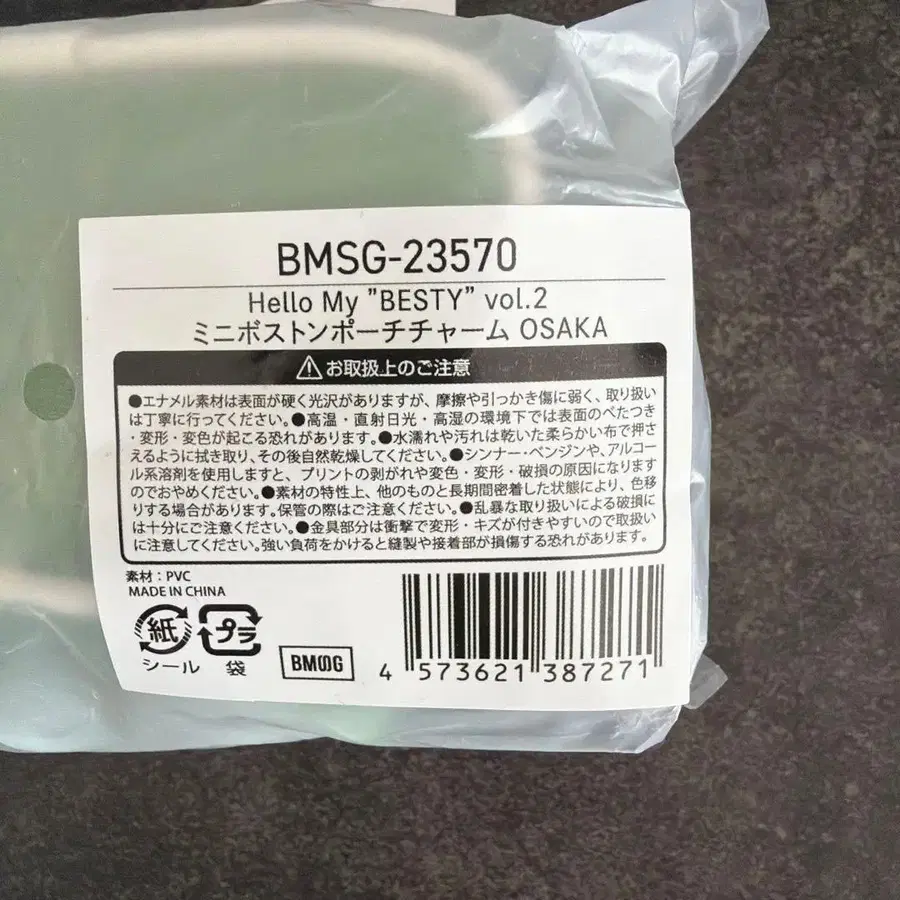 BMSG-23570
Hello My "BESTY" vol.2
ミニボストンポーチチャーム OSAKA
お取扱上のご注意
●エナメル素材は表面が硬く光沢がありますが、摩擦や引っかき傷に弱く、取り扱い
は丁寧に行ってください。●高温・直射日光・高湿の環境下では表面のべたつき
・変形・変色が起こる恐れがあります。●水濡れや汚れは乾いた柔らかい布で押さ
えるように拭き取り、その後自然乾燥してください。●シンナー・ベンジンや、アルコー
ル系溶剤を使用しますと、プリントの剥がれや変色・変形・破損の原因になります
のでおやめください。●素材の特性上、他のものと長期間密着した状態により、色移
りする場合があります。保管の際はご注意ください。●乱暴な取り扱いによる破損に
は十分にご注意ください。●金具部分は衝撃で変形・キズが付きやすいので取扱い
に注意してください。強い負荷をかけると縫製や接着部が損傷する恐れがあります。
素材：PVC
MADE IN CHINA
紙 プラ
シール 袋
BMSG
4 573621 387271